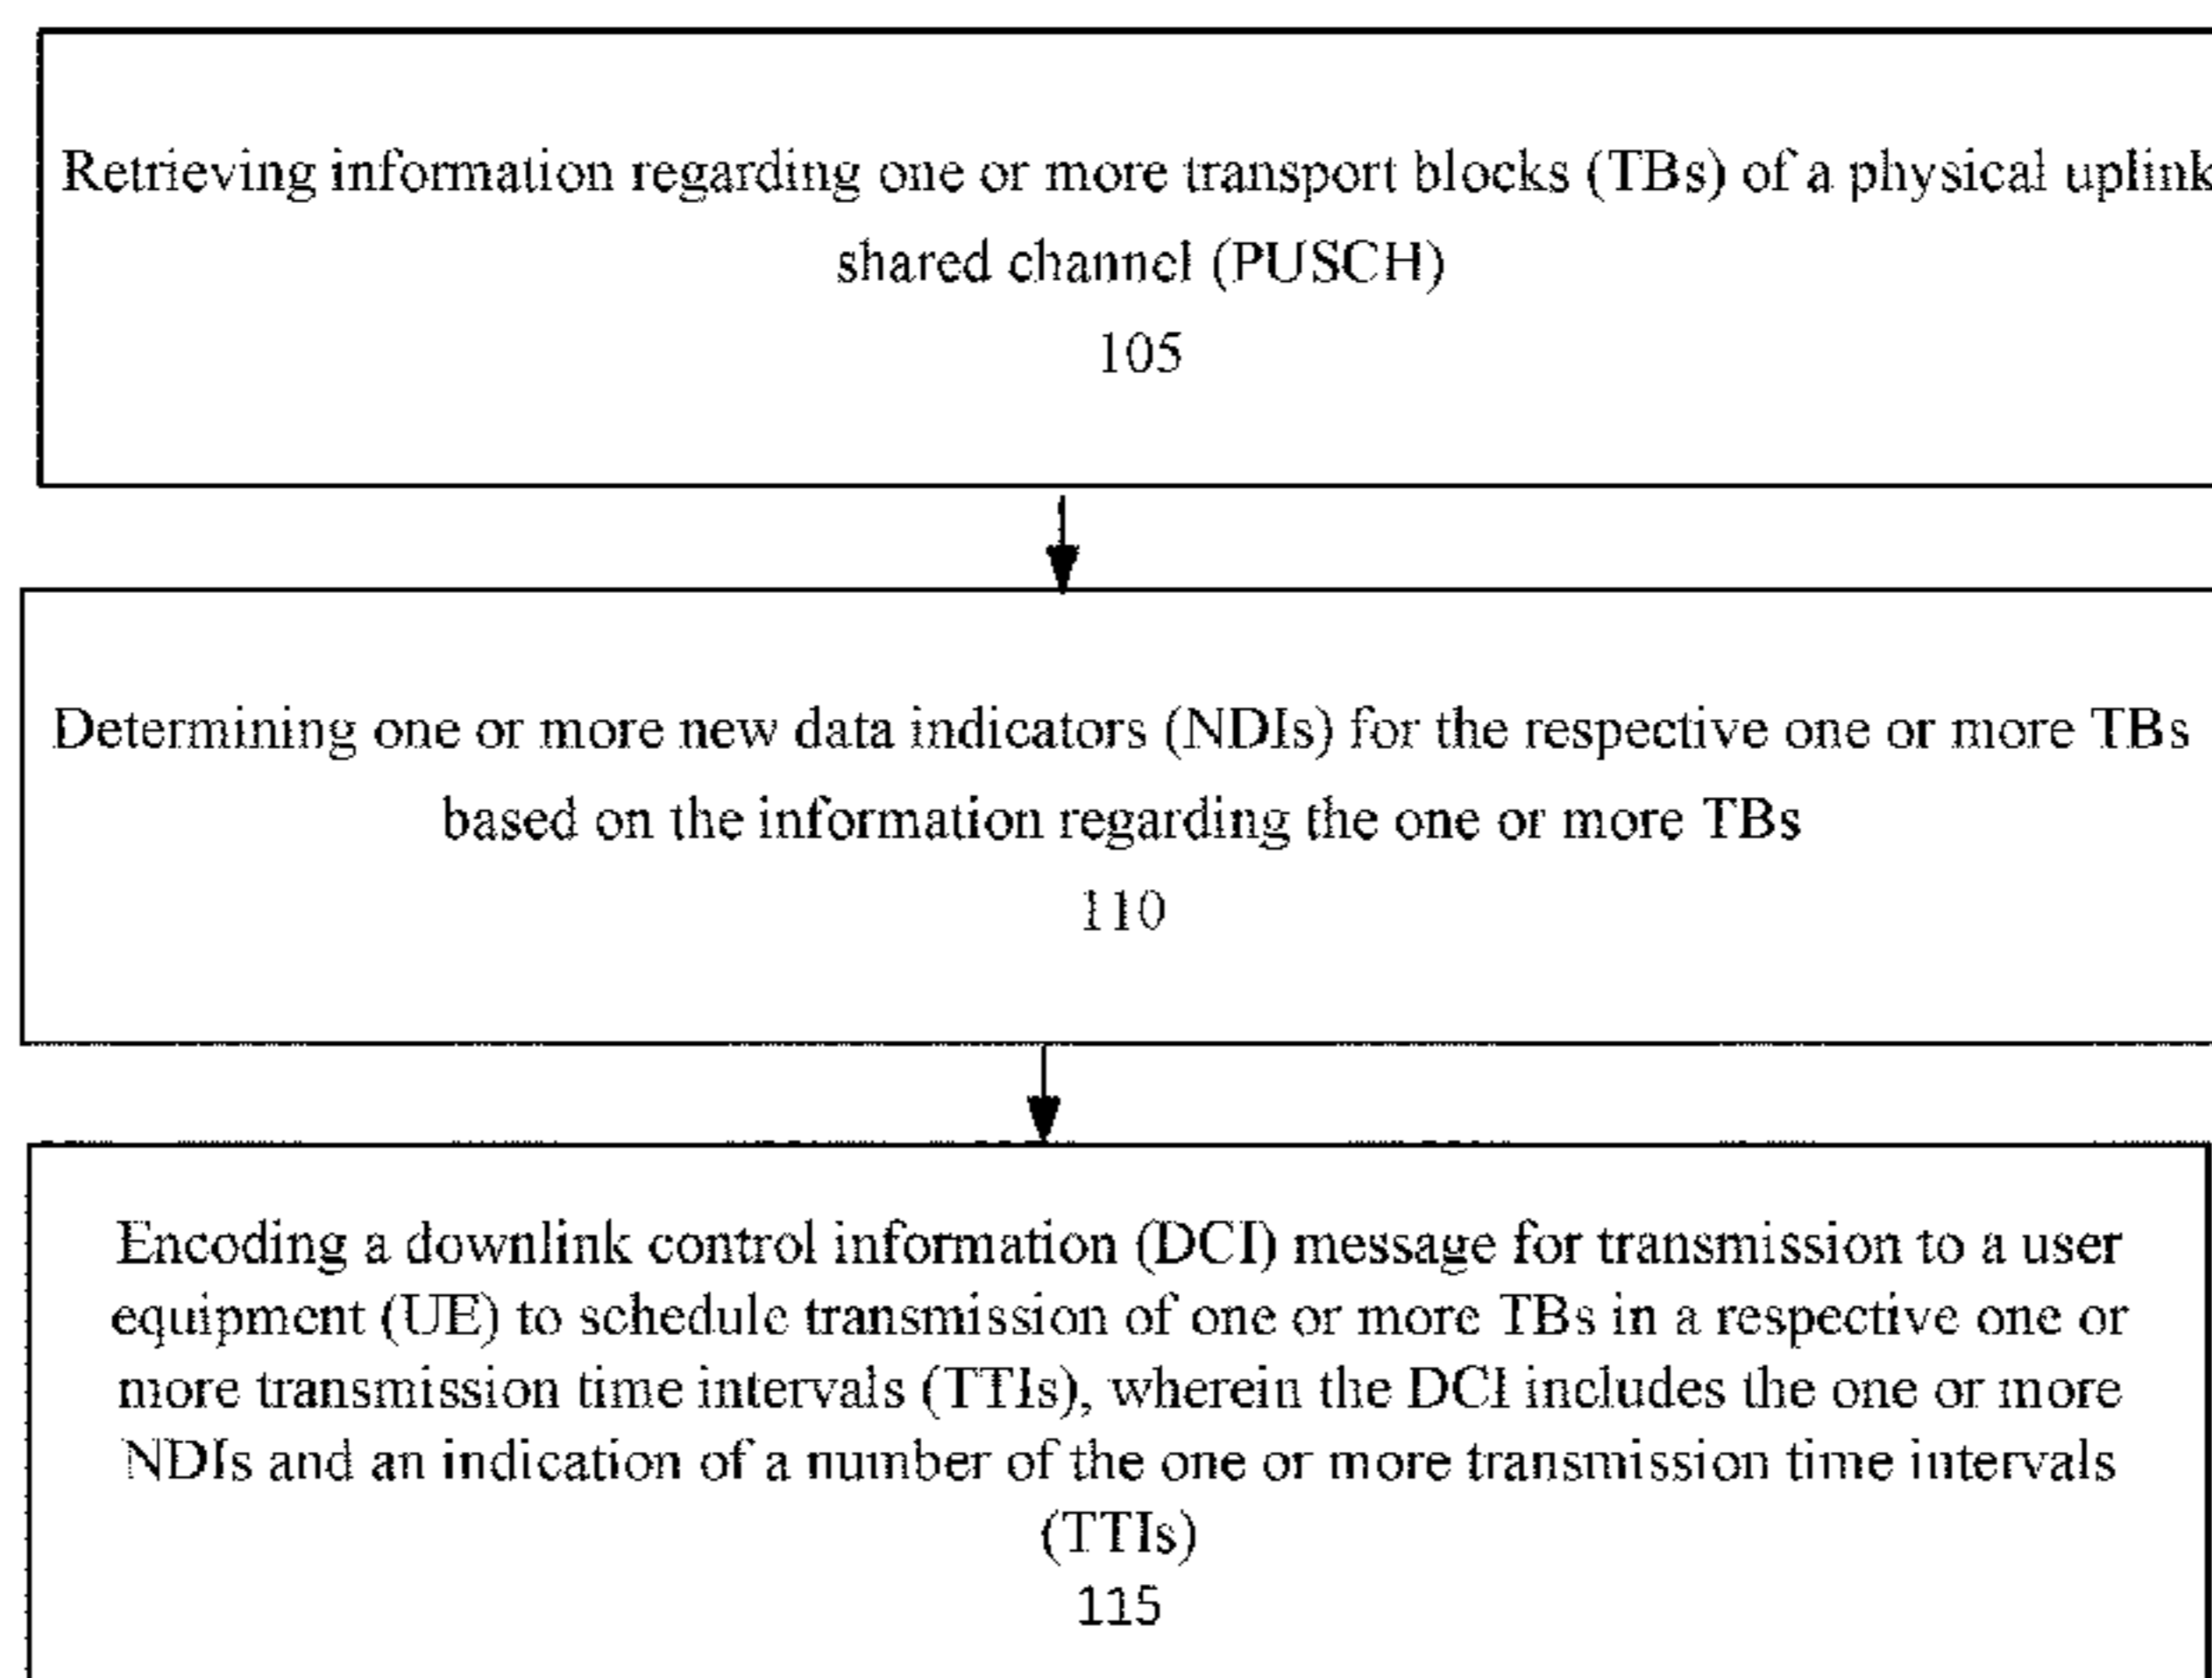 Retrieving information regarding one or more transport blocks (TBs) of a physical uplink
shared channel (PUSCH)
105
Determining one or more new data indicators (NDIs) for the respective one or more TBs
based on the information regarding the one or more TBs
110
Encoding a downlink control information (DCI) message for transmission to a user
equipment (UE) to schedule transmission of one or more TBs in a respective one or
more transmission time intervals (TTIs), wherein the DCI includes the one or more
NDIs and an indication of a number of the one or more transmission time intervals
(TTIs)
115